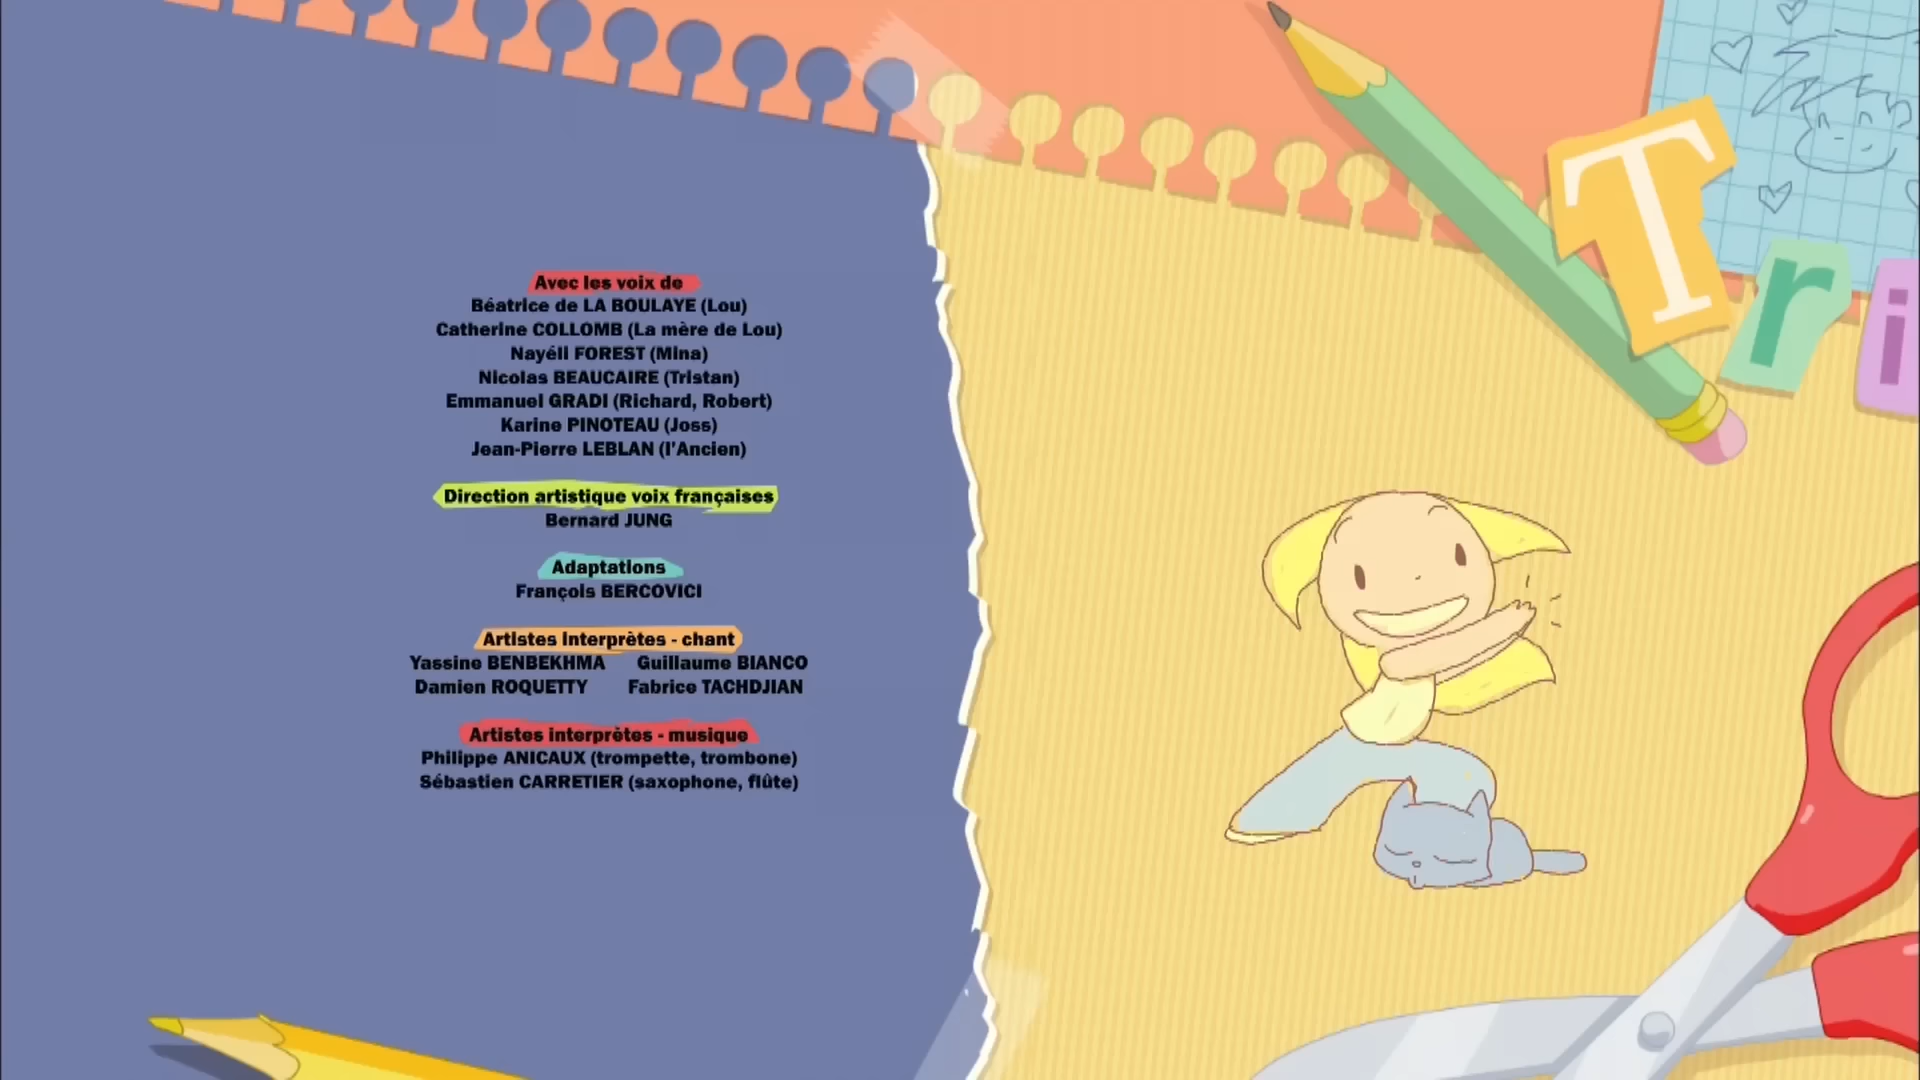 Avec les voix de
Béatrice de LA BOULAYE (Lou)
Catherine COLLOMB (La mère de Lou)
Nayéli FOREST (Mina)
Nicolas BEAUCAIRE (Tristan)
Emmanuel GRADI (Richard, Robert)
Karine PINOTEAU (Joss)
Jean-Pierre LEBLAN (l'Ancien)
Direction artistique voix françaises
Bernard JUNG
Adaptations
François BERCOVICI
Artistes interprètes - chant
Yassine BENBEKHMA Guillaume BIANCO
Damien ROQUETTY Fabrice TACHDJIAN
Artistes interprètes - musique
Philippe ANICAUX (trompette, trombone)
Sébastien CARRETIER (saxophone, flûte)
Tri